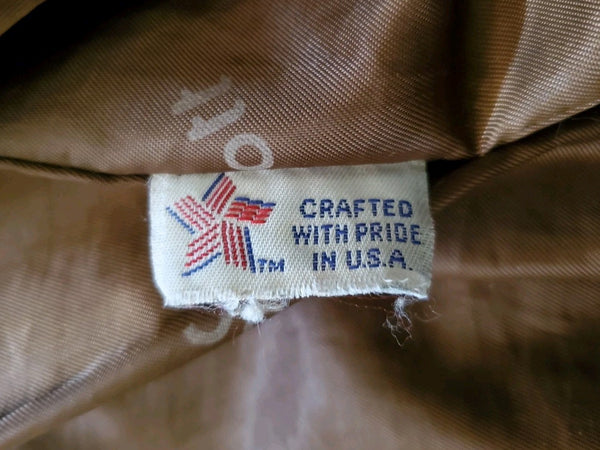 CRAFTED
WITH PRIDE
IN U.S.A.
TM